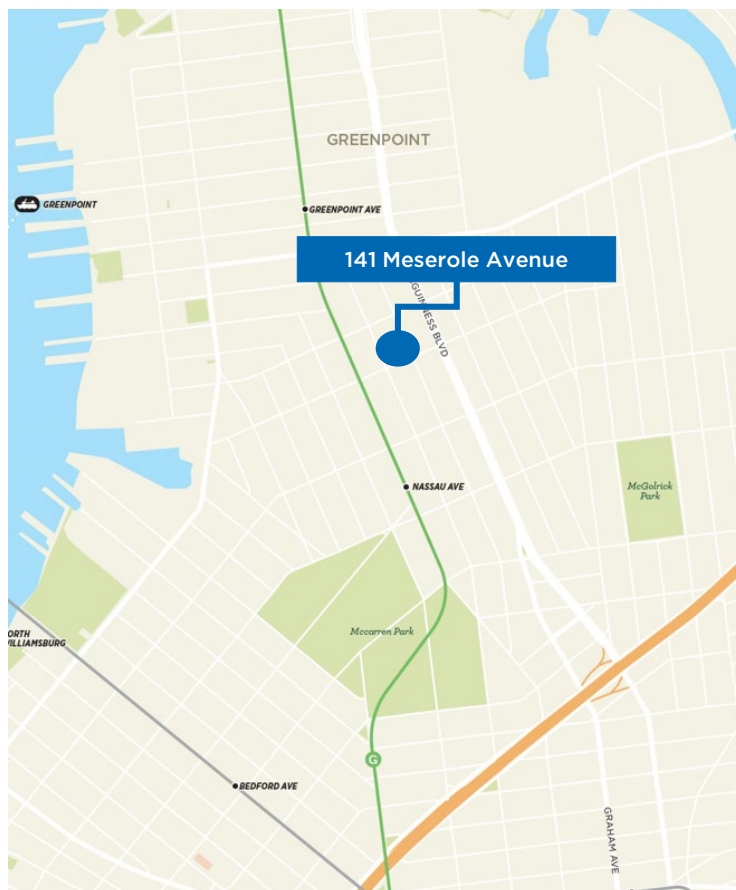 GREENPOINT
GREENPOINT
GREENPOINT AVE
141 Meserole Avenue
GUINNESS BLVD
NASSAU AVE
McGolrick
Park
Mccarren Park
ORTH
WILLIAMSBURG
G
BEDFORD AVE
GRAHAM AVE